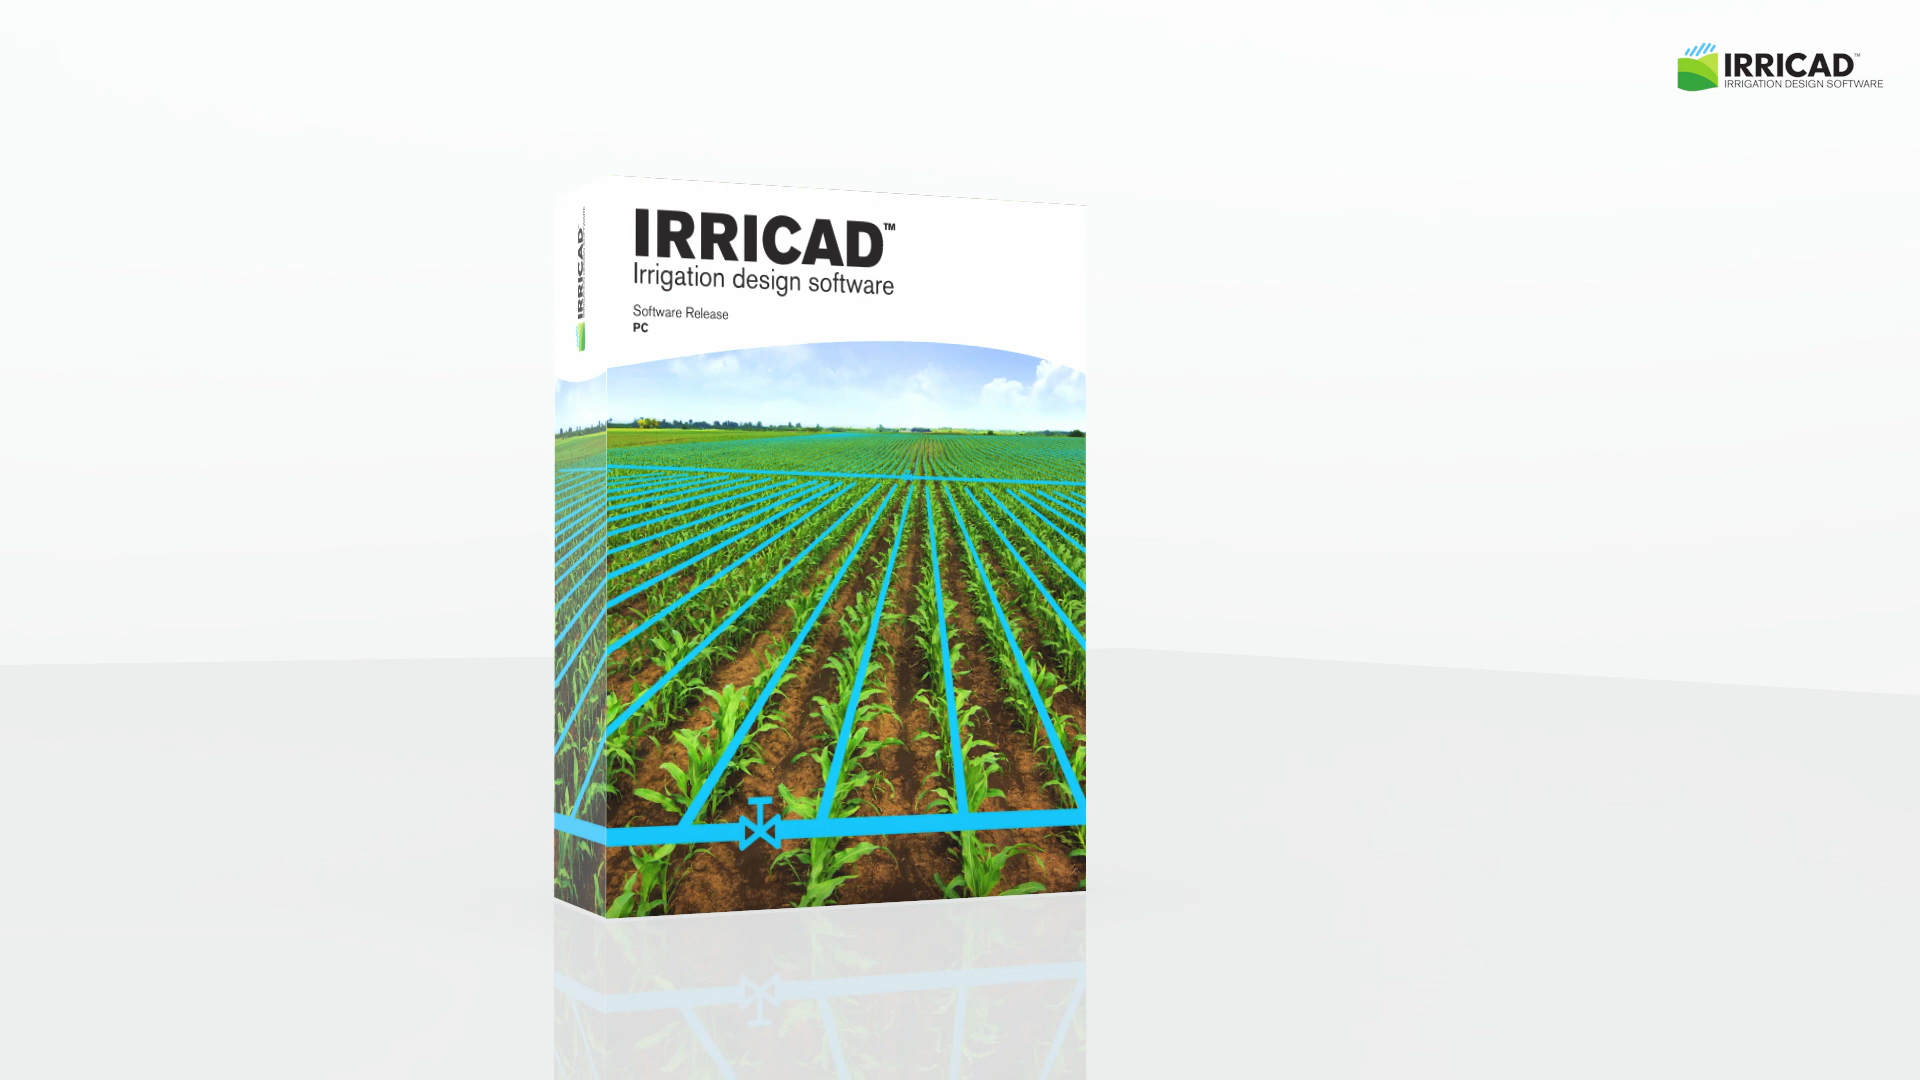 IRRICAD™
IRRIGATION DESIGN SOFTWARE
IRRICAD™
Irrigation design software
Software Release
PC
IRRICAD